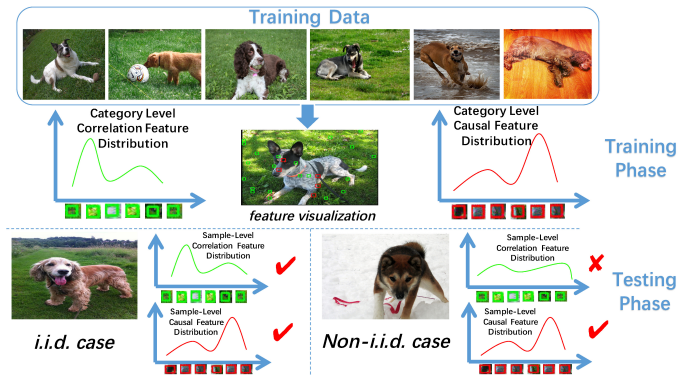 Training Data
Category Level
Correlation Feature
Distribution
Category Level
Causal Feature
Distribution
Training
Phase
feature visualization
Sample-Level
Correlation Feature
Distribution
Sample-Level
Causal Feature
Distribution
i.i.d. case
Sample-Level
Correlation Feature
Distribution
Sample-Level
Causal Feature
Distribution
Non-i.i.d. case
Testing
Phase